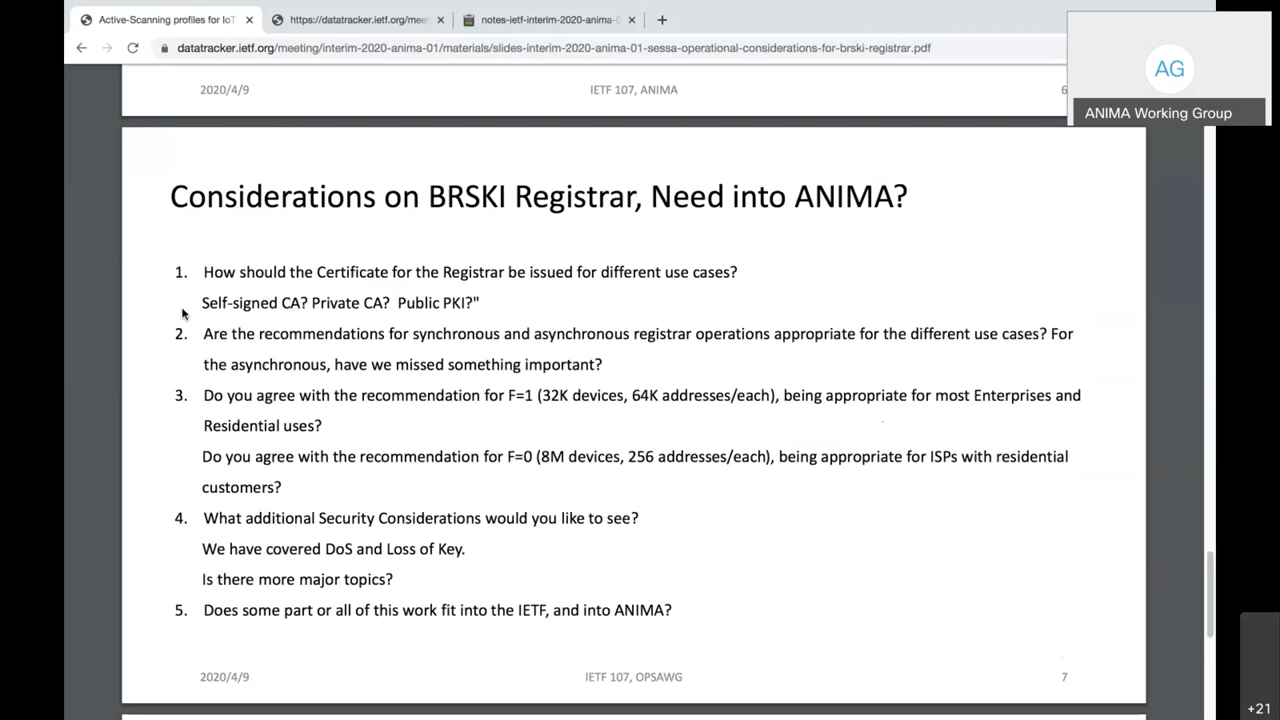 Active-Scanning profiles for IoT
https://datatracker.ietf.org/mee
notes-ietf-interim-2020-anima-0
datatracker.ietf.org/meeting/interim-2020-anima-01/materials/slides-interim-2020-anima-01-sessa-operational-considerations-for-brski-registrar.pdf
AG
ANIMA Working Group
2020/4/9 IETF 107, ANIMA 6
Considerations on BRSKI Registrar, Need into ANIMA?
1. How should the Certificate for the Registrar be issued for different use cases?
Self-signed CA? Private CA? Public PKI?"
2. Are the recommendations for synchronous and asynchronous registrar operations appropriate for the different use cases? For
the asynchronous, have we missed something important?
3. Do you agree with the recommendation for F=1 (32K devices, 64K addresses/each), being appropriate for most Enterprises and
Residential uses?
Do you agree with the recommendation for F=0 (8M devices, 256 addresses/each), being appropriate for ISPs with residential
customers?
4. What additional Security Considerations would you like to see?
We have covered DoS and Loss of Key.
Is there more major topics?
5. Does some part or all of this work fit into the IETF, and into ANIMA?
2020/4/9 IETF 107, OPSAWG 7
+21